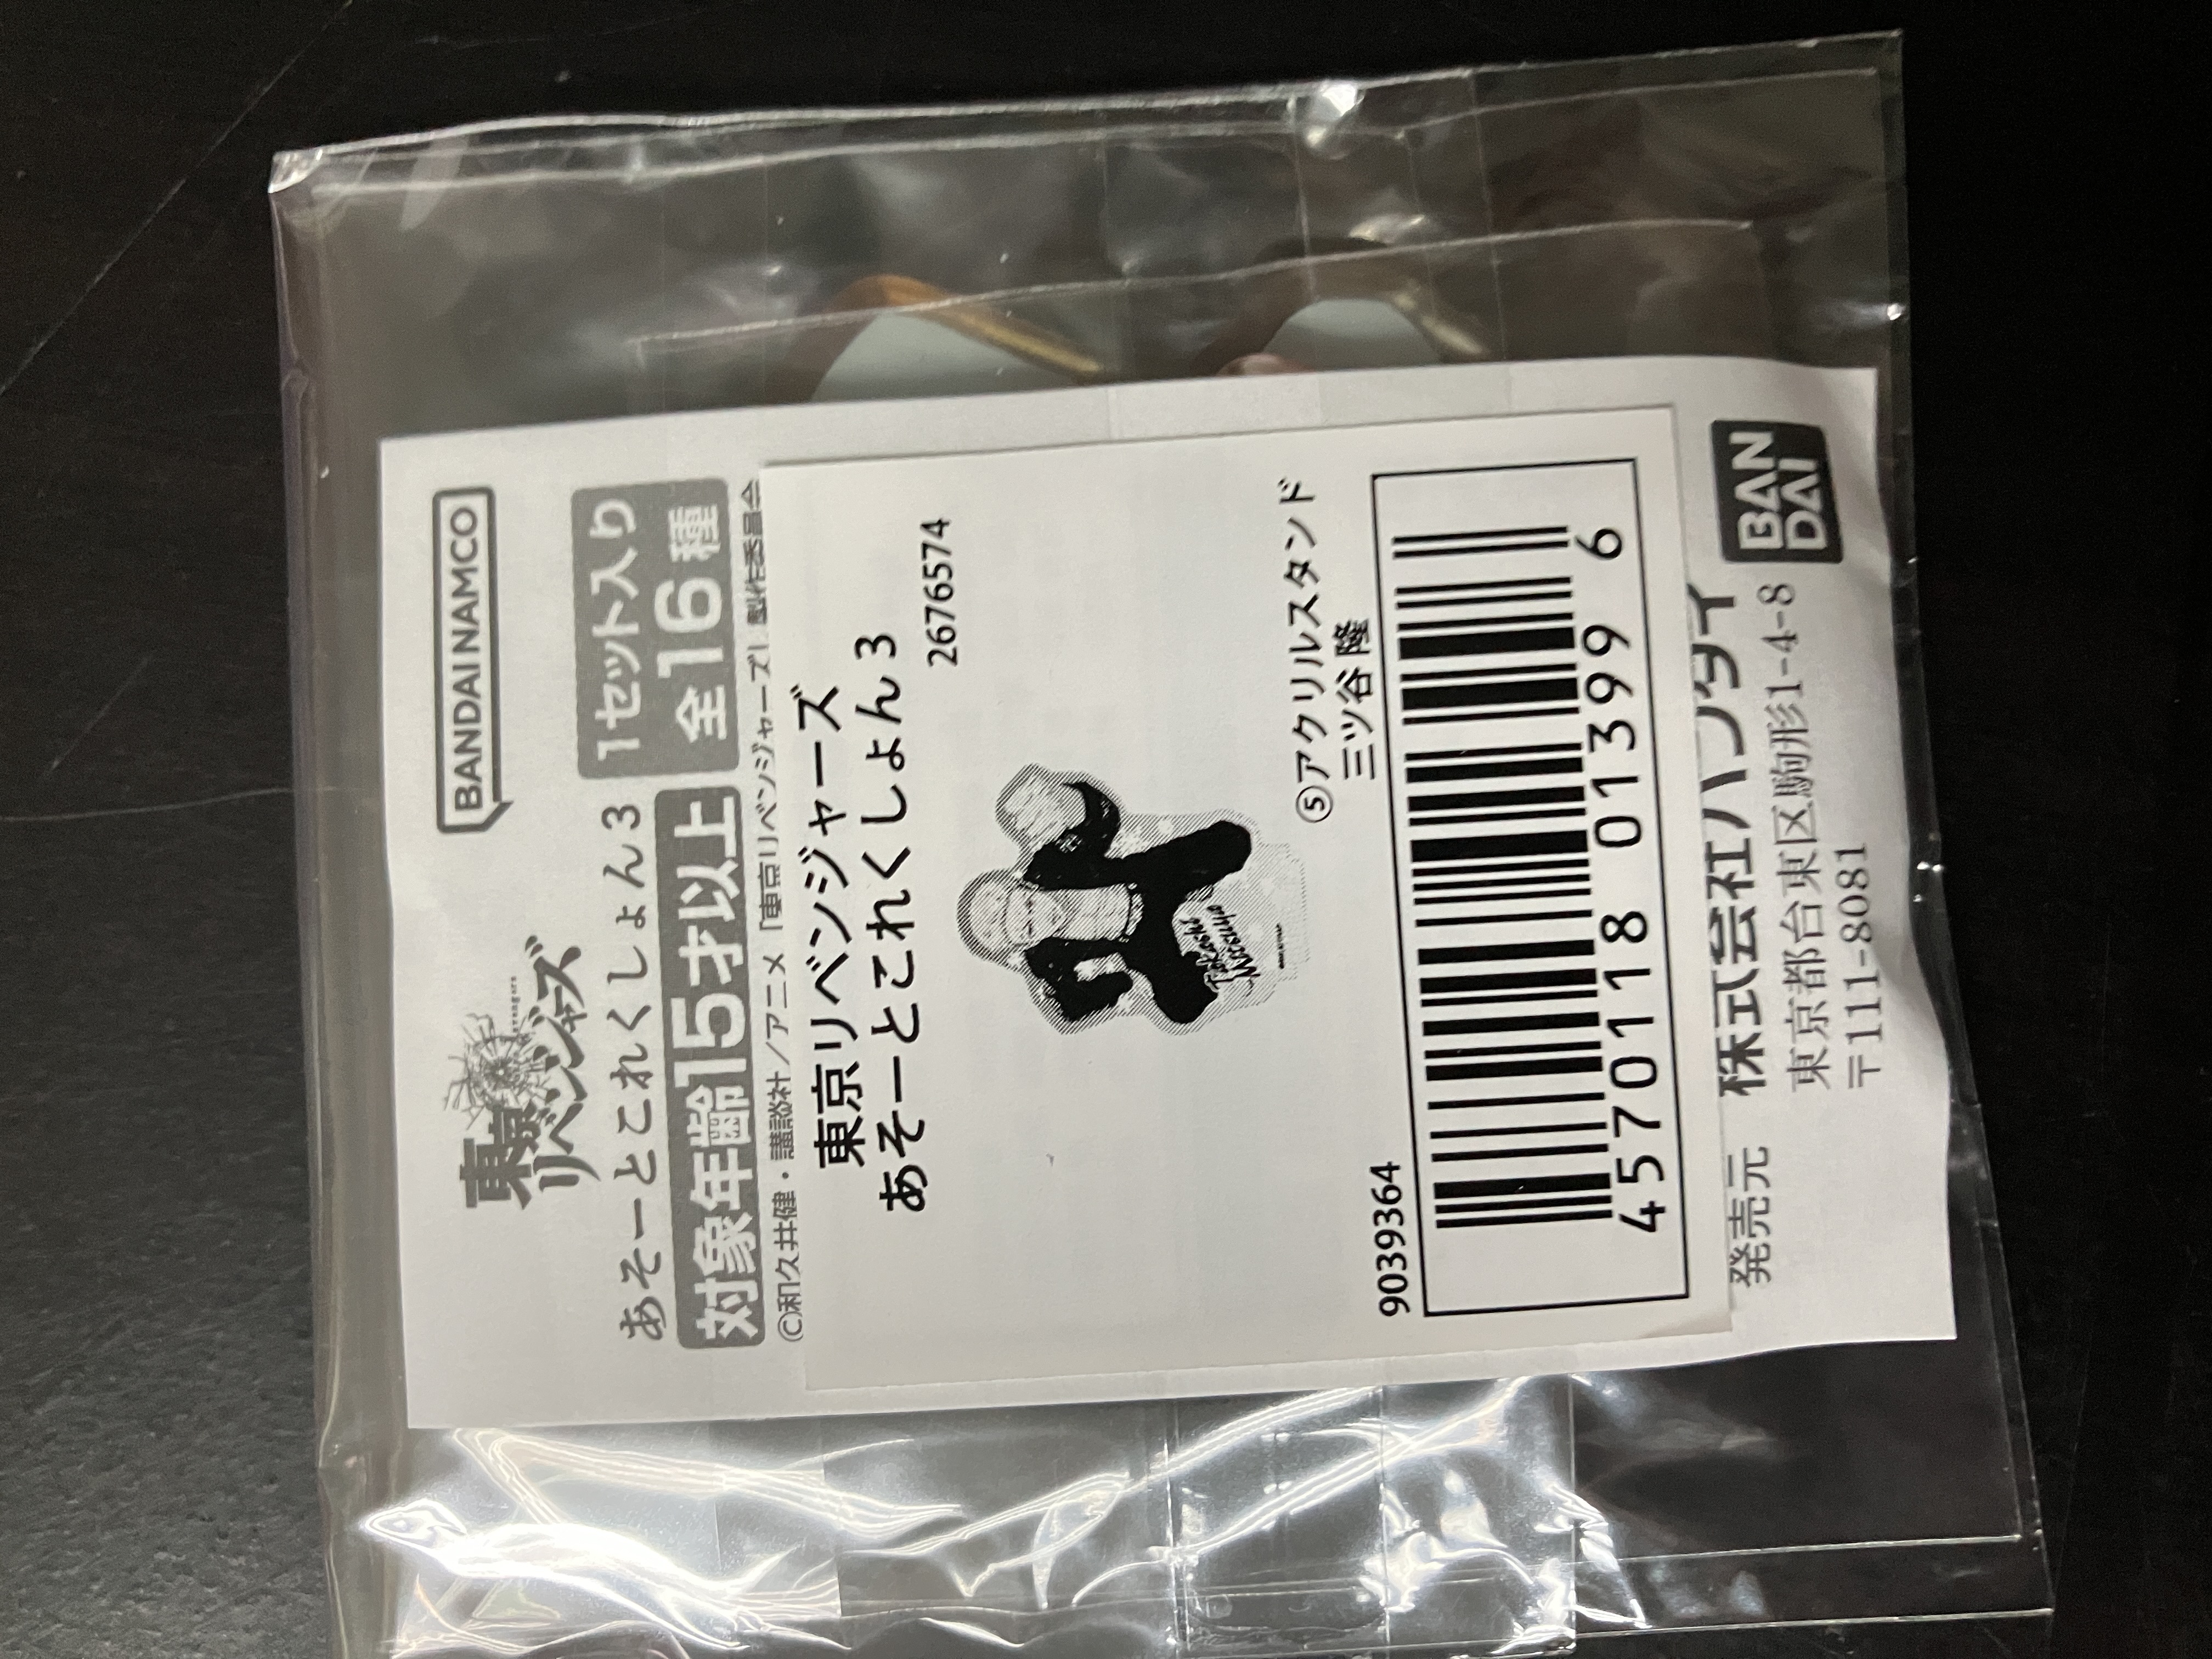 BANDAI NAMCO
東京
リベンジャーズ
あそーとこれくしょん3
対象年齢15才以上
1セット入り
全16種
©和久井健・講談社/アニメ「東京リベンジャーズ」製作委員会
東京リベンジャーズ
あそーとこれくしょん3
2676574
Takashi
Mitsuya
⑤アクリルスタンド
三ツ谷 隆
9039364
4570118 013996
発売元 株式会社バンダイ
BAN
DAI
東京都台東区駒形1-4-8
〒111-8081